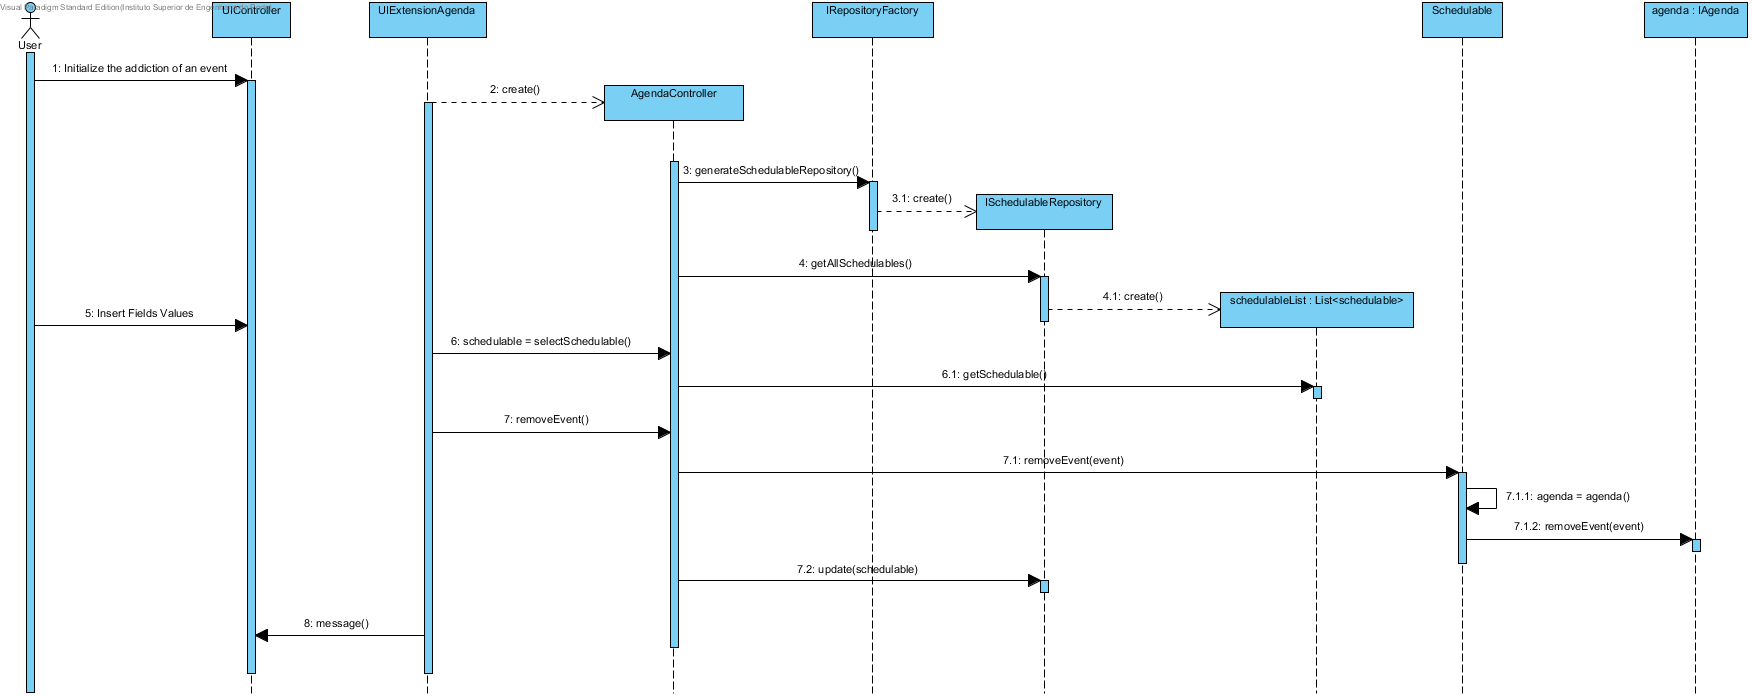 Visual Paradigm Standard Edition(Instituto Superior de
UIController
UIExtensionAgenda
IRepositoryFactory
Schedulable
agenda : IAgenda
User
1: Initialize the addiction of an event
2: create()
AgendaController
3: generateSchedulableRepository()
3.1: create()
ISchedulableRepository
4: getAllSchedulables()
4.1: create()
schedulableList : List<schedulable>
5: Insert Fields Values
6: schedulable = selectSchedulable()
6.1: getSchedulable()
7: removeEvent()
7.1: removeEvent(event)
7.1.1: agenda = agenda()
7.1.2: removeEvent(event)
7.2: update(schedulable)
8: message()